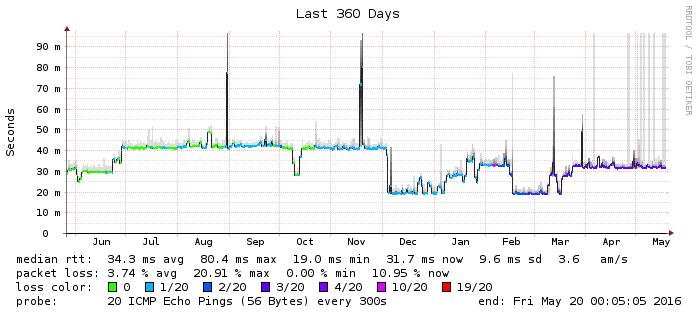 Last 360 Days
RRDTOOL / TOBI OETIKER
Seconds
90 m
80 m
70 m
60 m
50 m
40 m
30 m
20 m
10 m
0
Jun Jul Aug Sep Oct Nov Dec Jan Feb Mar Apr May
median rtt: 34.3 ms avg 80.4 ms max 19.0 ms min 31.7 ms now 9.6 ms sd 3.6 am/s
packet loss: 3.74 % avg 20.91 % max 0.00 % min 10.95 % now
loss color: 0 1/20 2/20 3/20 4/20 10/20 19/20
probe: 20 ICMP Echo Pings (56 Bytes) every 300s end: Fri May 20 00:05:05 2016